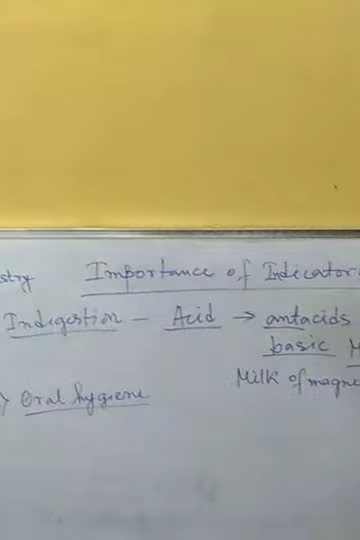 Importance of Indicator
Indigestion – Acid → antacids
basic M
Milk of magne
) Oral hygiene